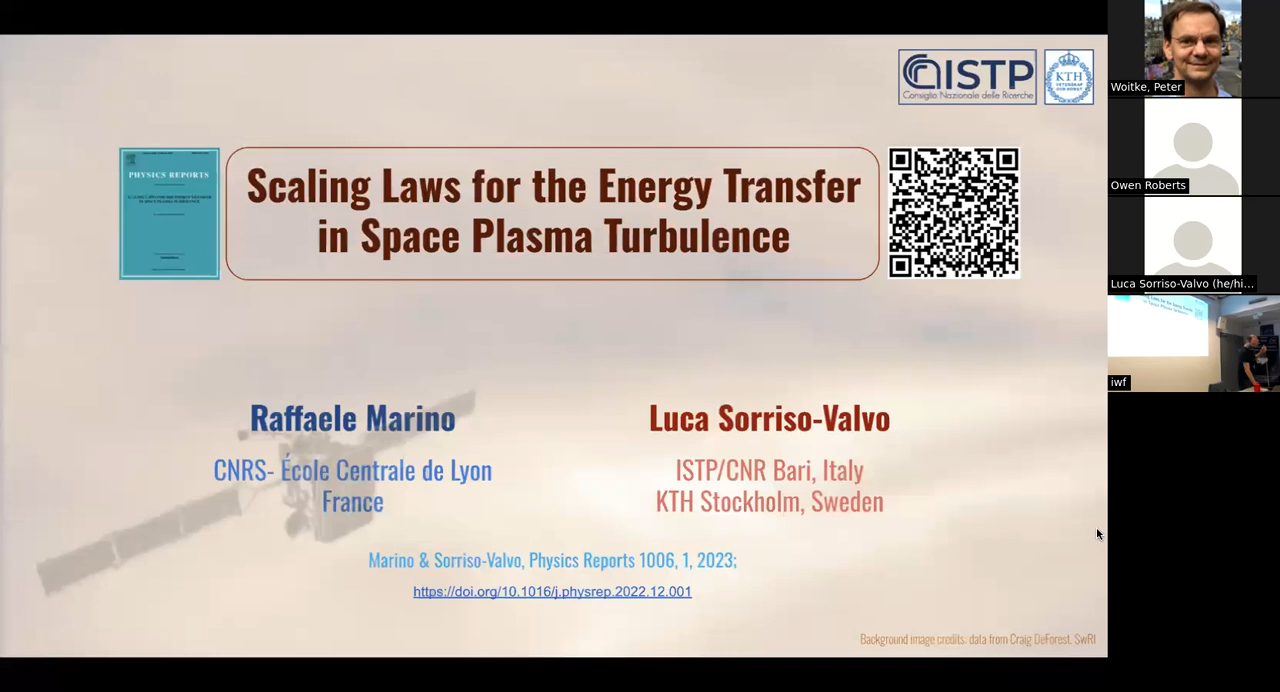 ISTP
Consiglio Nazionale delle Ricerche
KTH
PHYSICS REPORTS
Scaling Laws for the Energy Transfer
in Space Plasma Turbulence
Raffaele Marino
CNRS- École Centrale de Lyon
France
Luca Sorriso-Valvo
ISTP/CNR Bari, Italy
KTH Stockholm, Sweden
Marino & Sorriso-Valvo, Physics Reports 1006, 1, 2023;
https://doi.org/10.1016/j.physrep.2022.12.001
Background image credits: data from Craig DeForest, SwRI
Woitke, Peter
Owen Roberts
Luca Sorriso-Valvo (he/hi...
iwf